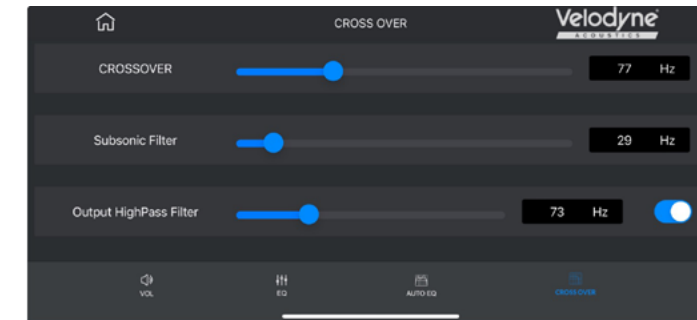 CROSS OVER
Velodyne
ACOUSTICS
CROSSOVER
77 Hz
Subsonic Filter
29 Hz
Output HighPass Filter
73 Hz
VOL
EQ
AUTO EQ
CROSS OVER